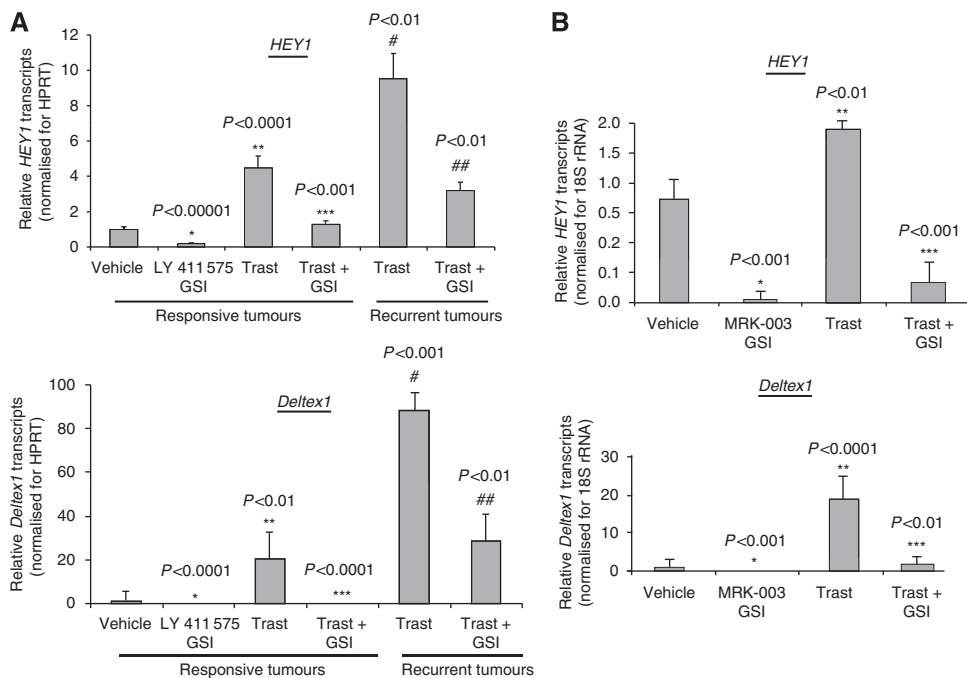 A
HEY1
P<0.01
#
12
10
8
6
4
2
0
Relative HEY1 transcripts
(normalised for HPRT)
P<0.0001
**
P<0.01
##
P<0.00001
*
P<0.001
***
Vehicle LY 411 575 GSI Trast Trast + GSI Trast Trast + GSI
Responsive tumours Recurrent tumours
Deltex1
P<0.001
#
100
80
60
40
20
0
Relative Deltex1 transcripts
(normalised for HPRT)
P<0.01
**
P<0.01
##
P<0.0001
*
P<0.0001
***
Vehicle LY 411 575 GSI Trast Trast + GSI Trast Trast + GSI
Responsive tumours Recurrent tumours
B
HEY1
P<0.01
**
2.0
1.5
1.0
0.5
0.2
0.1
0.0
Relative HEY1 transcripts
(normalised for 18S rRNA)
P<0.001
*
P<0.001
***
Vehicle MRK-003 GSI Trast Trast + GSI
Deltex1
P<0.0001
**
30
20
10
0
Relative Deltex1 transcripts
(normalised for 18S rRNA)
P<0.001
*
P<0.01
***
Vehicle MRK-003 GSI Trast Trast + GSI